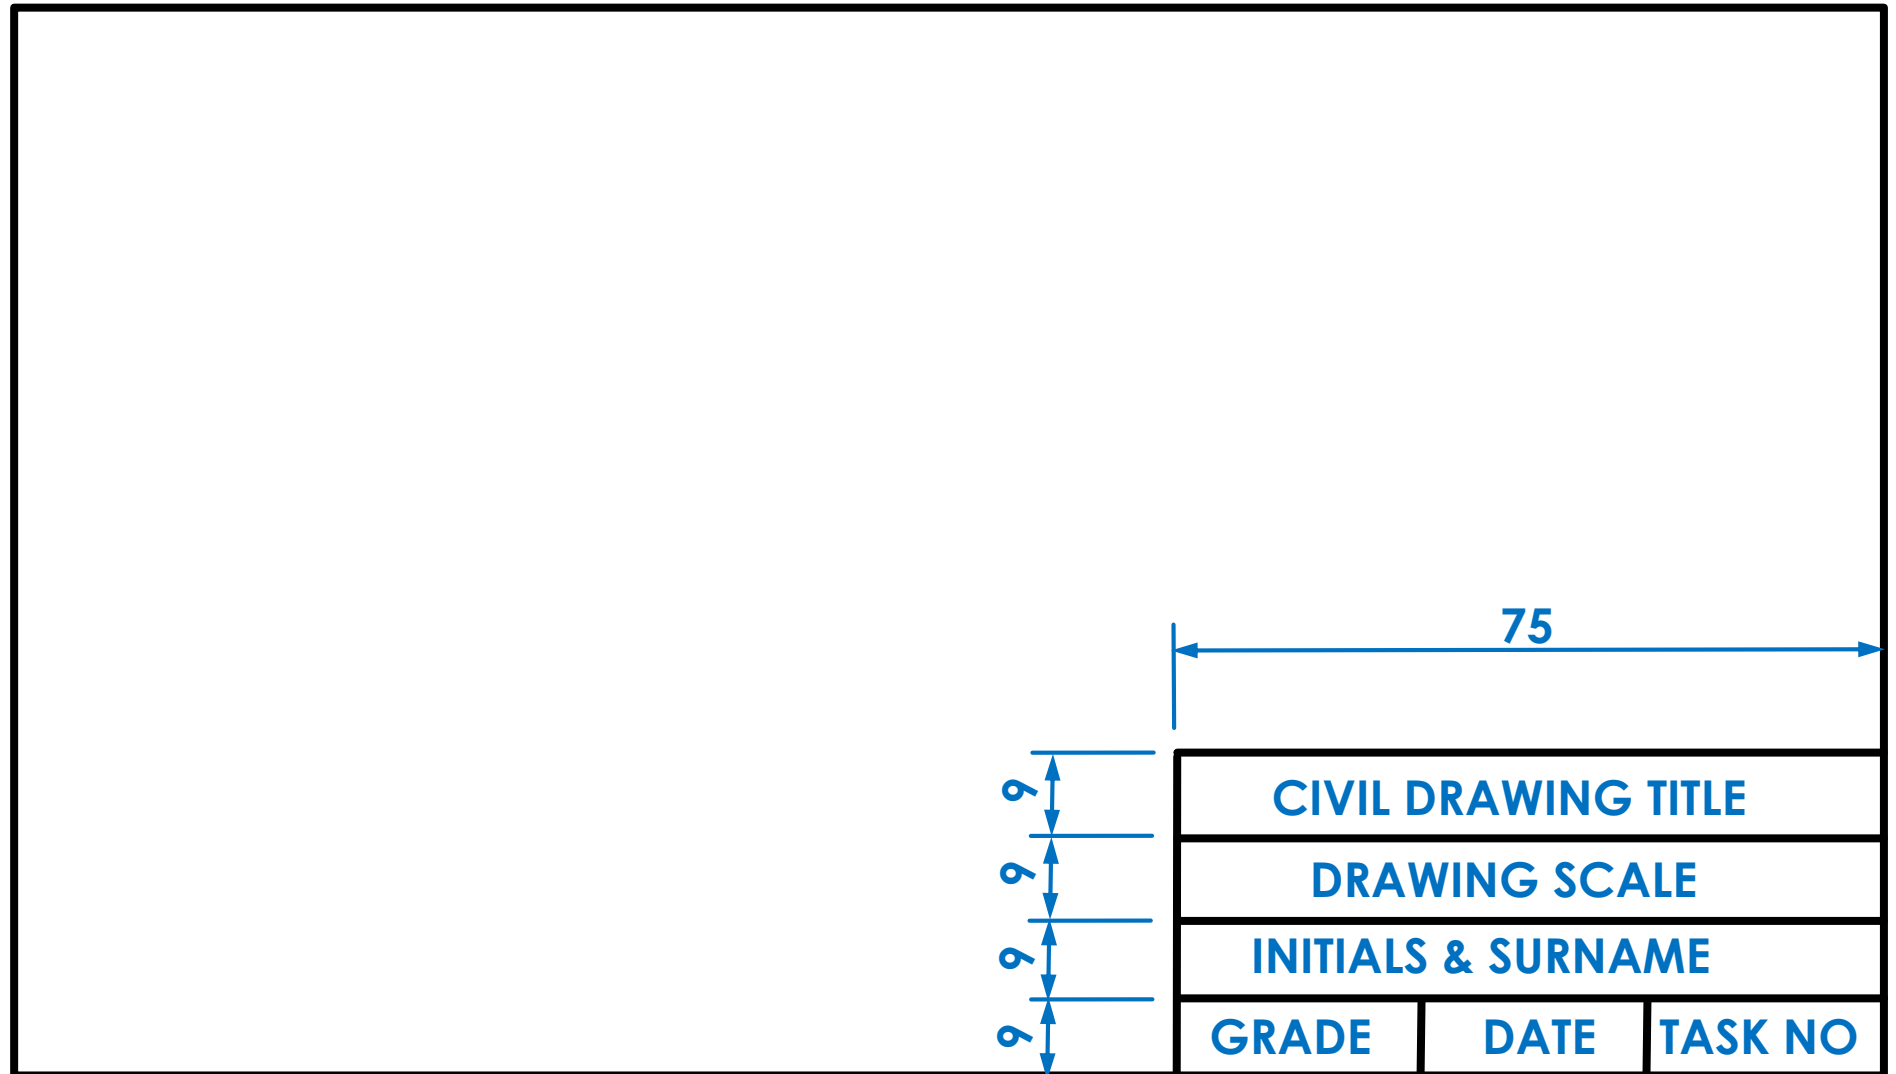 75
9
CIVIL DRAWING TITLE
9
DRAWING SCALE
9
INITIALS & SURNAME
9
GRADE DATE TASK NO